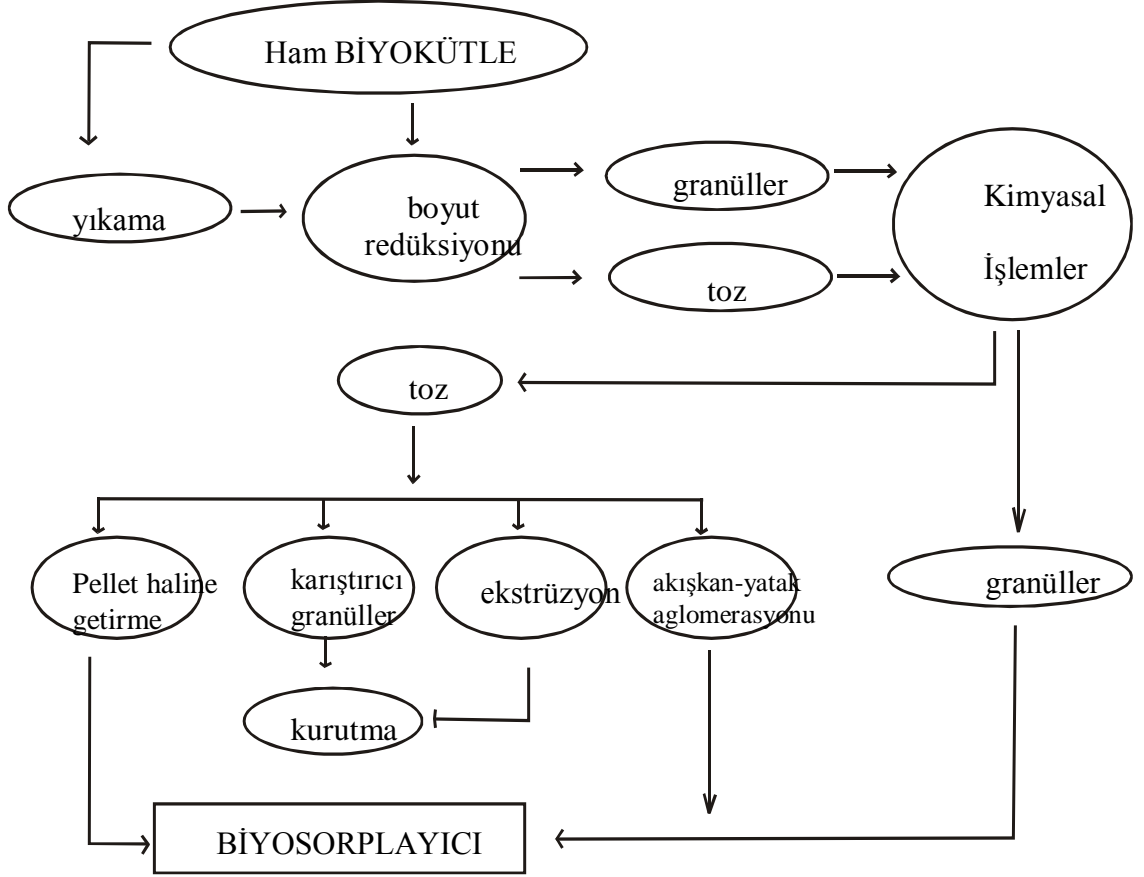 Ham BİYOKÜTLE
yıkama
boyut
redüksiyonu
granüller
toz
Kimyasal
İşlemler
toz
Pellet haline
getirme
karıştırıcı
granüller
ekstrüzyon
akışkan-yatak
aglomerasyonu
granüller
kurutma
BİYOSORPLAYICI